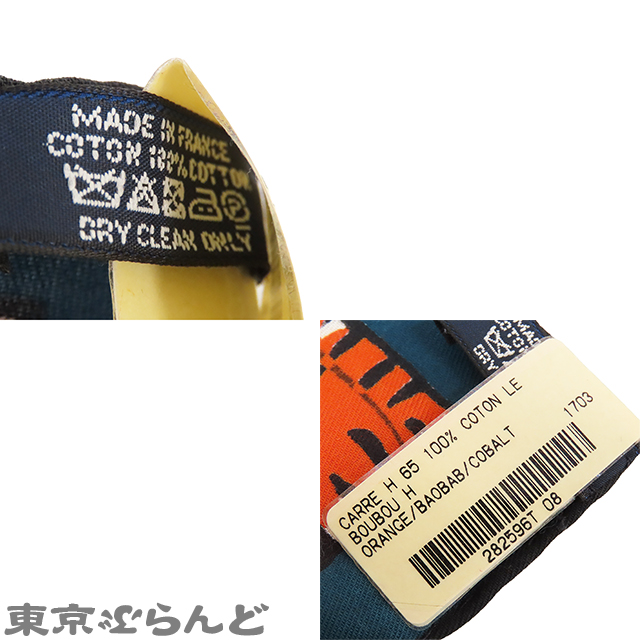 MADE IN FRANCE
COTON 100% COTTON
DRY CLEAN ONLY
CARRE H 65 100% COTON LE
BOUBOU H
1703
ORANGE/BAOBAB/COBALT
282596T 08
東京ぶらんど